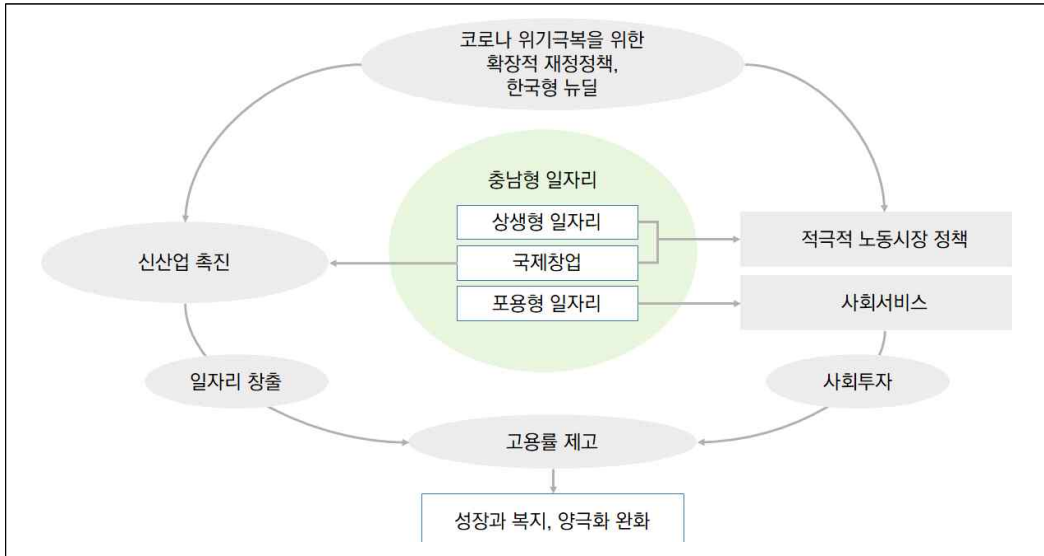 코로나 위기극복을 위한
확장적 재정정책,
한국형 뉴딜
충남형 일자리
상생형 일자리
적극적 노동시장 정책
신산업 촉진
국제창업
포용형 일자리
사회서비스
일자리 창출
사회투자
고용률 제고
성장과 복지, 양극화 완화